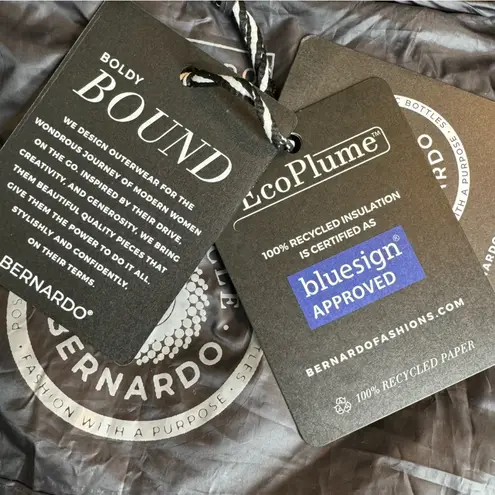 BOLDY
BOUND
WE DESIGN OUTERWEAR FOR THE
WONDROUS JOURNEY OF MODERN WOMEN
ON THE GO. INSPIRED BY THEIR DRIVE,
CREATIVITY, AND GENEROSITY, WE BRING
THEM BEAUTIFUL QUALITY PIECES THAT
GIVE THEM THE POWER TO DO IT ALL.
STYLISHLY AND CONFIDENTLY.
ON THEIR TERMS.
BERNARDO®
EcoPlume™
100% RECYCLED INSULATION
IS CERTIFIED AS
bluesign®
APPROVED
BERNARDOFASHIONS.COM
100% RECYCLED PAPER
BOTTLES •
WITH A PURPOSE •
BERNARDO
• FASHION WITH A PURPOSE •